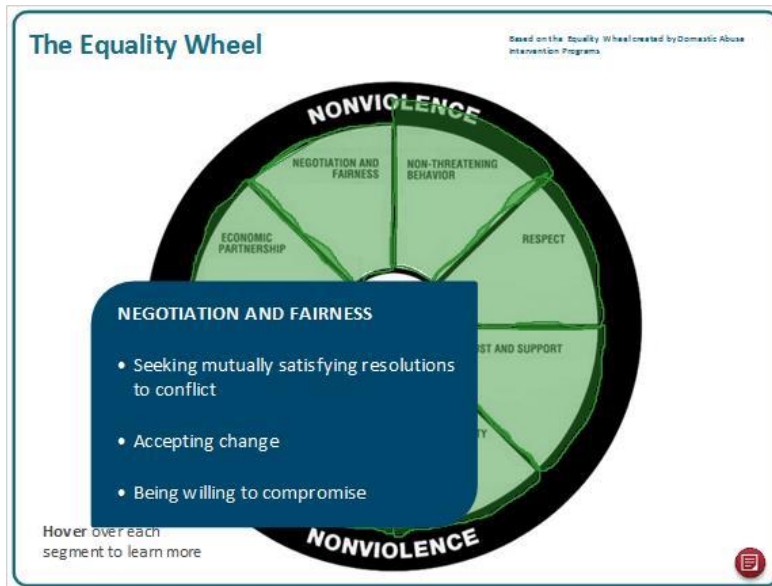 The Equality Wheel
Based on the Equality Wheel created by Domestic Abuse
Intervention Programs
NONVIOLENCE
NEGOTIATION AND
FAIRNESS
NON-THREATENING
BEHAVIOR
ECONOMIC
PARTNERSHIP
RESPECT
AND SUPPORT
NEGOTIATION AND FAIRNESS
• Seeking mutually satisfying resolutions
to conflict
• Accepting change
• Being willing to compromise
Hover over each
segment to learn more
NONVIOLENCE